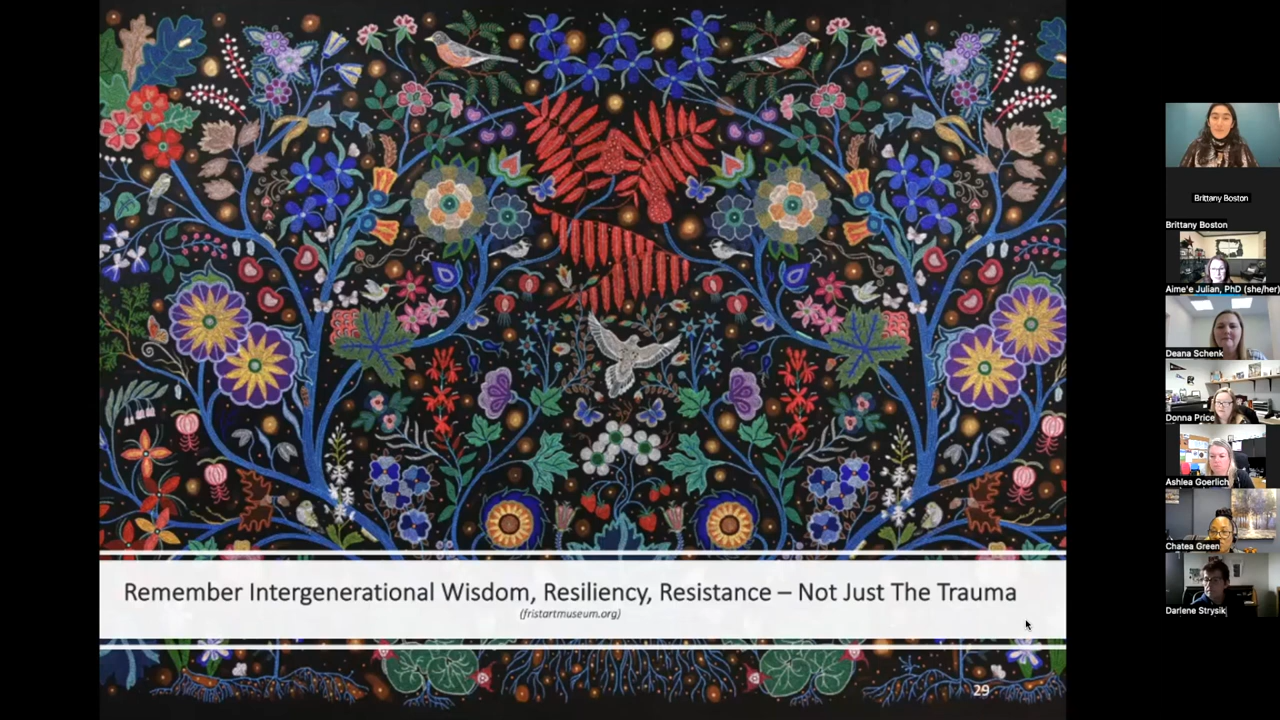 Remember Intergenerational Wisdom, Resiliency, Resistance – Not Just The Trauma
(fristartmuseum.org)
29
Brittany Boston
Brittany Boston
Aime'e Julian, PhD (she/her)
Deana Schenk
Donna Price
Ashlea Goerlich
Chatea Green
Darlene Strysik